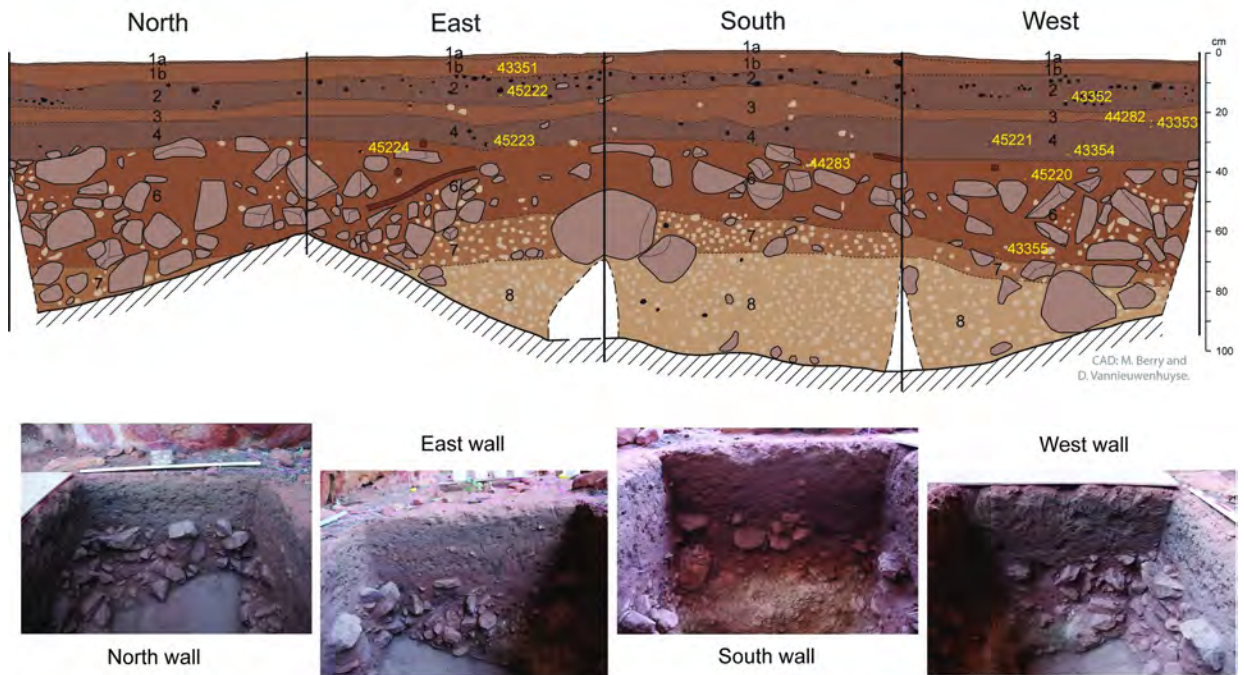 North
East
South
West
cm
1a
1a
1a
1a
0
1b
1b
1b
1b
43351
2
2
2
2
45222
43352
20
3
3
3
44282
43353
4
4
4
4
45223
45221
45224
43354
44283
40
45220
6
6
6
6
7
7
60
43355
7
7
8
8
8
80
100
CAD: M. Berry and
D. Vannieuwenhuyse.
East wall
West wall
North wall
South wall